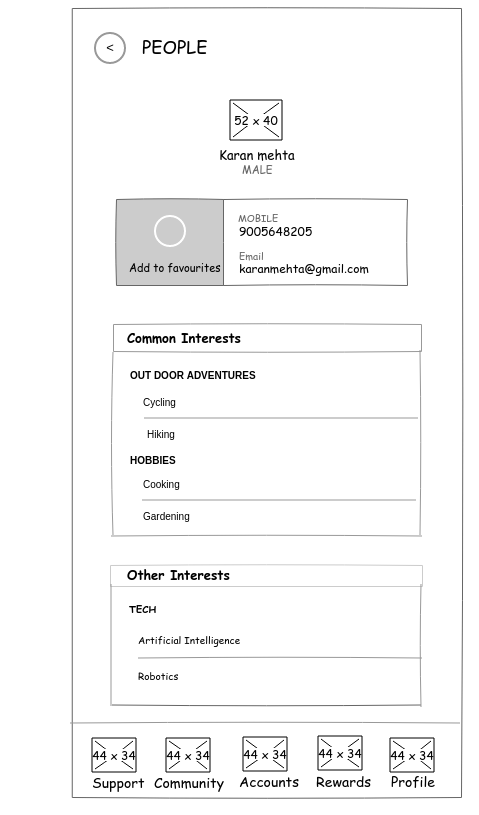 < PEOPLE
52 x 40
Karan mehta
MALE
MOBILE
9005648205
Email
karanmehta@gmail.com
Add to favourites
Common Interests
OUT DOOR ADVENTURES
Cycling
Hiking
HOBBIES
Cooking
Gardening
Other Interests
TECH
Artificial Intelligence
Robotics
44 x 34 44 x 34 44 x 34 44 x 34 44 x 34
Support Community Accounts Rewards Profile